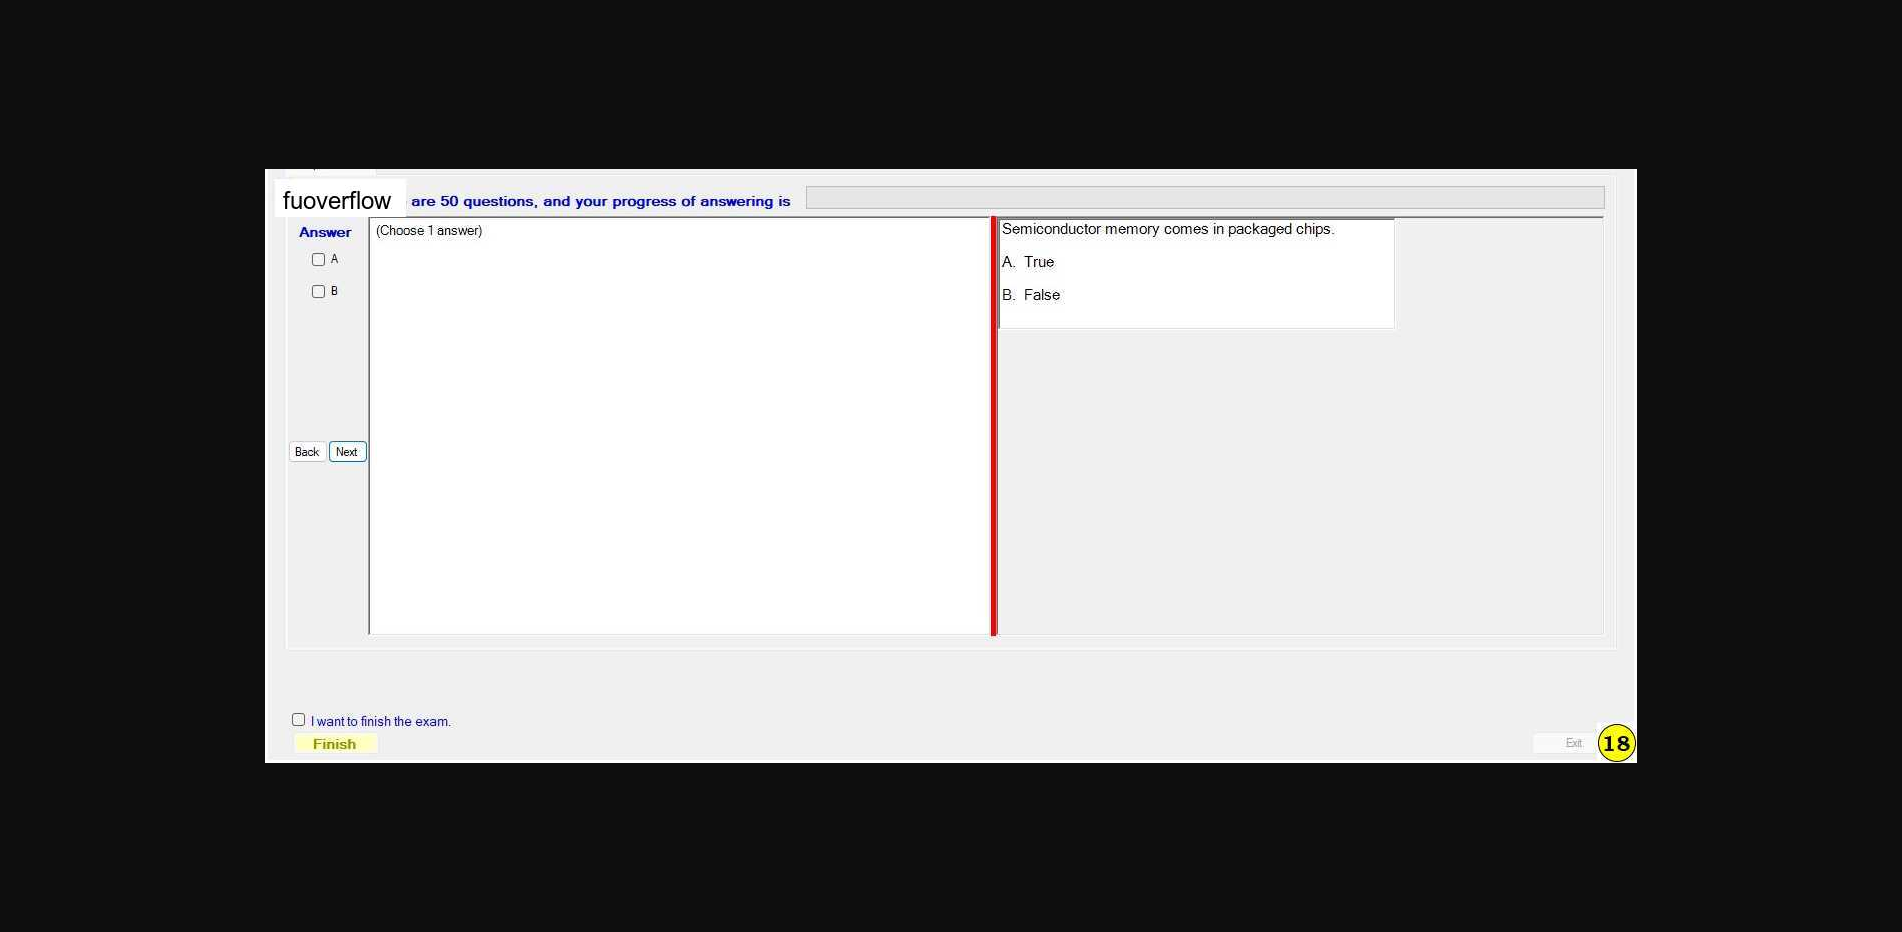 fuoverflow are 50 questions, and your progress of answering is
Answer
A
B
Back Next
(Choose 1 answer)
Semiconductor memory comes in packaged chips.
A. True
B. False
I want to finish the exam.
Finish
Exit
18